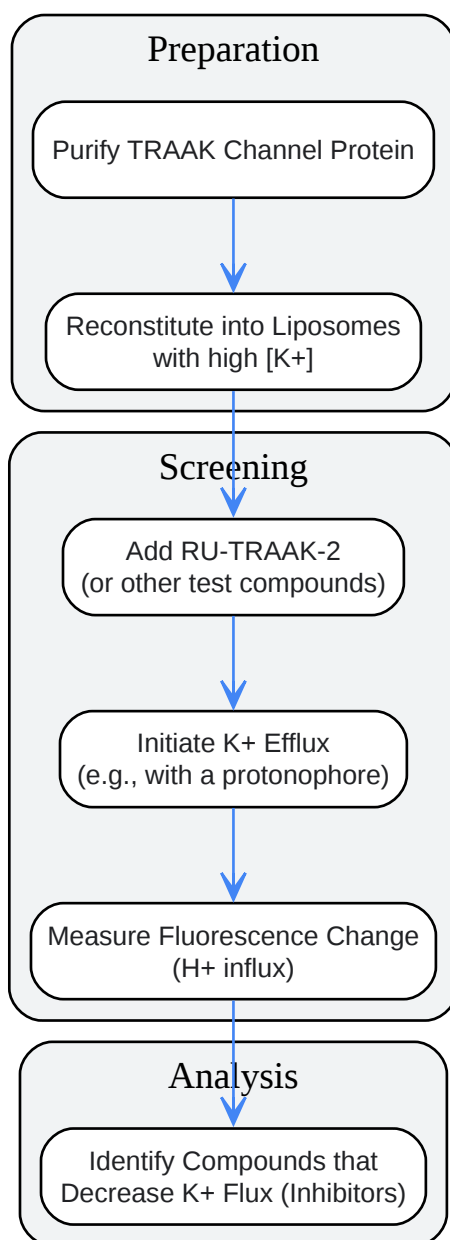 Preparation
Purify TRAAK Channel Protein
Reconstitute into Liposomes
with high [K+]
Screening
Add RU-TRAAK-2
(or other test compounds)
Initiate K+ Efflux
(e.g., with a protonophore)
Measure Fluorescence Change
(H+ influx)
Analysis
Identify Compounds that
Decrease K+ Flux (Inhibitors)